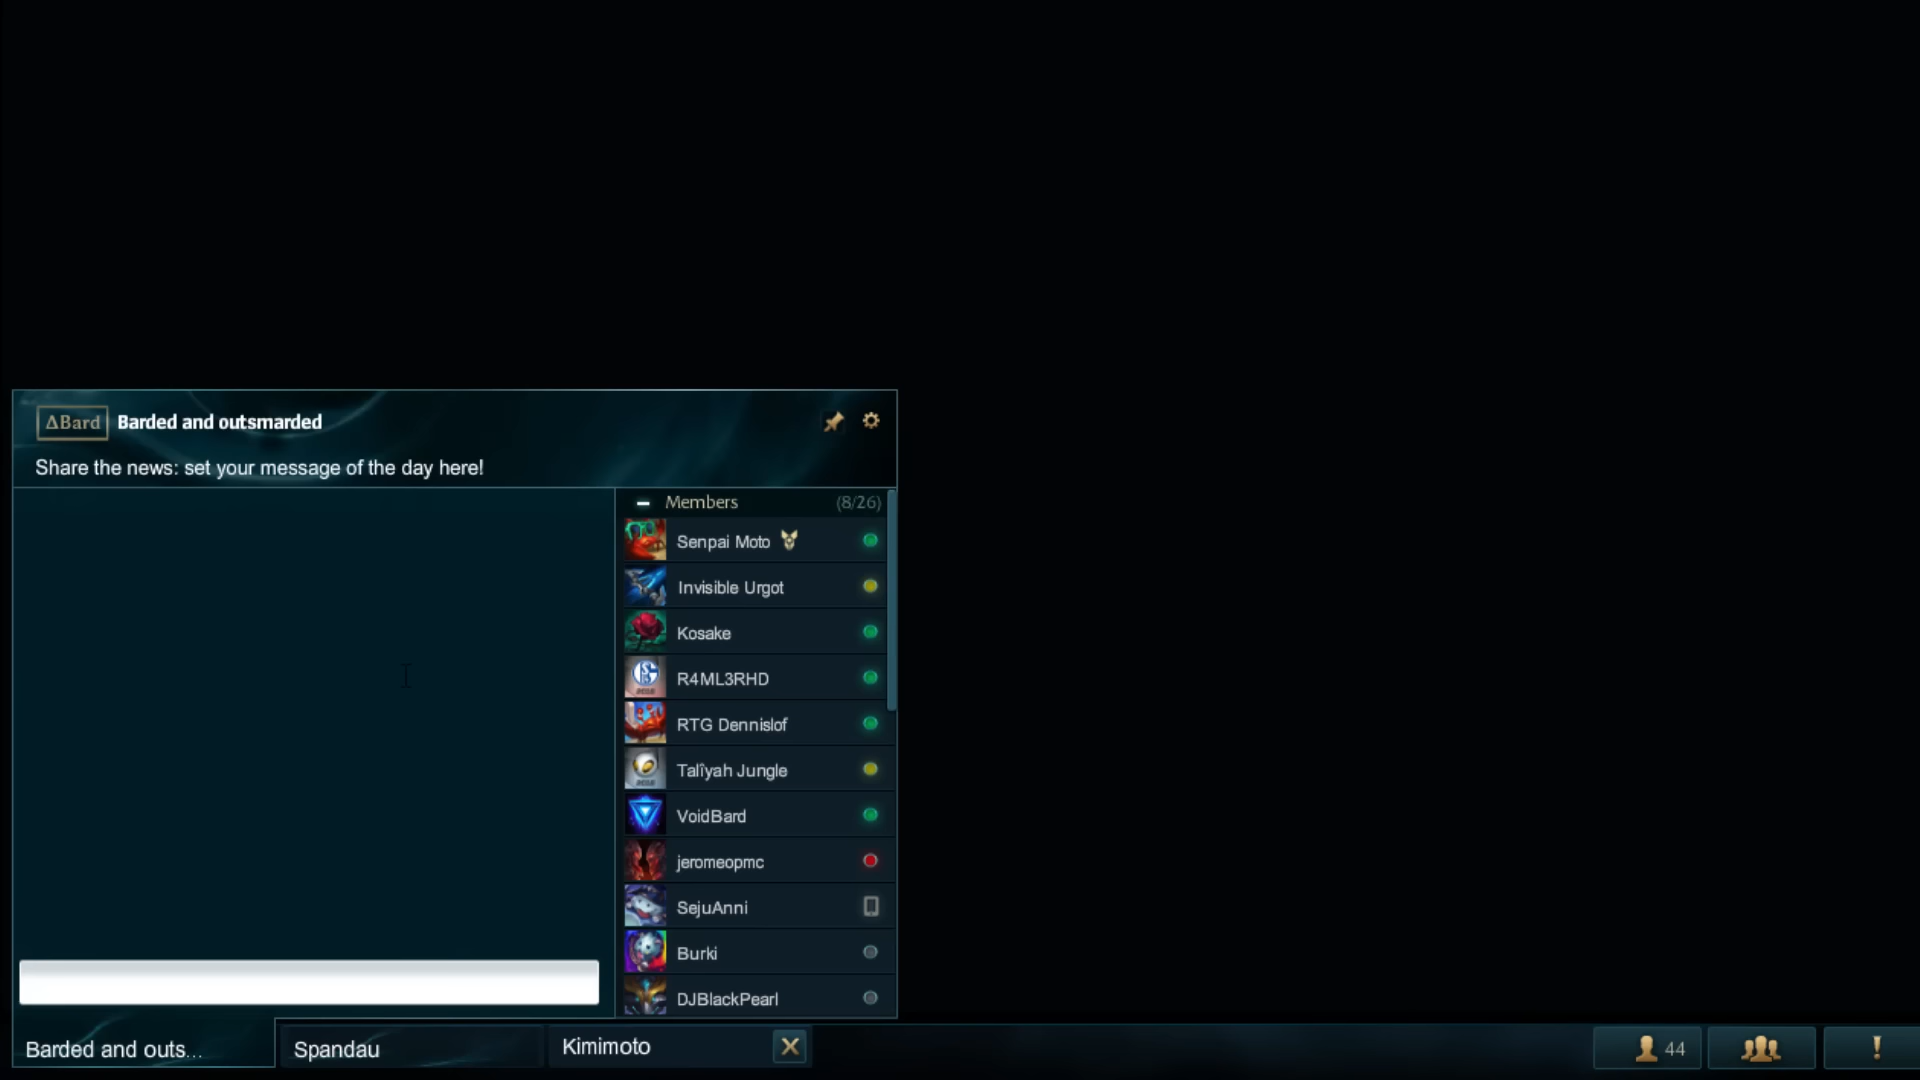 ΔBard Barded and outsmarded
Share the news: set your message of the day here!
Members (8/26)
Senpai Moto
Invisible Urgot
Kosake
R4ML3RHD
RTG Dennislof
Talîyah Jungle
VoidBard
jeromeopmc
SejuAnni
Burki
DJBlackPearl
Barded and outs... Spandau Kimimoto 44